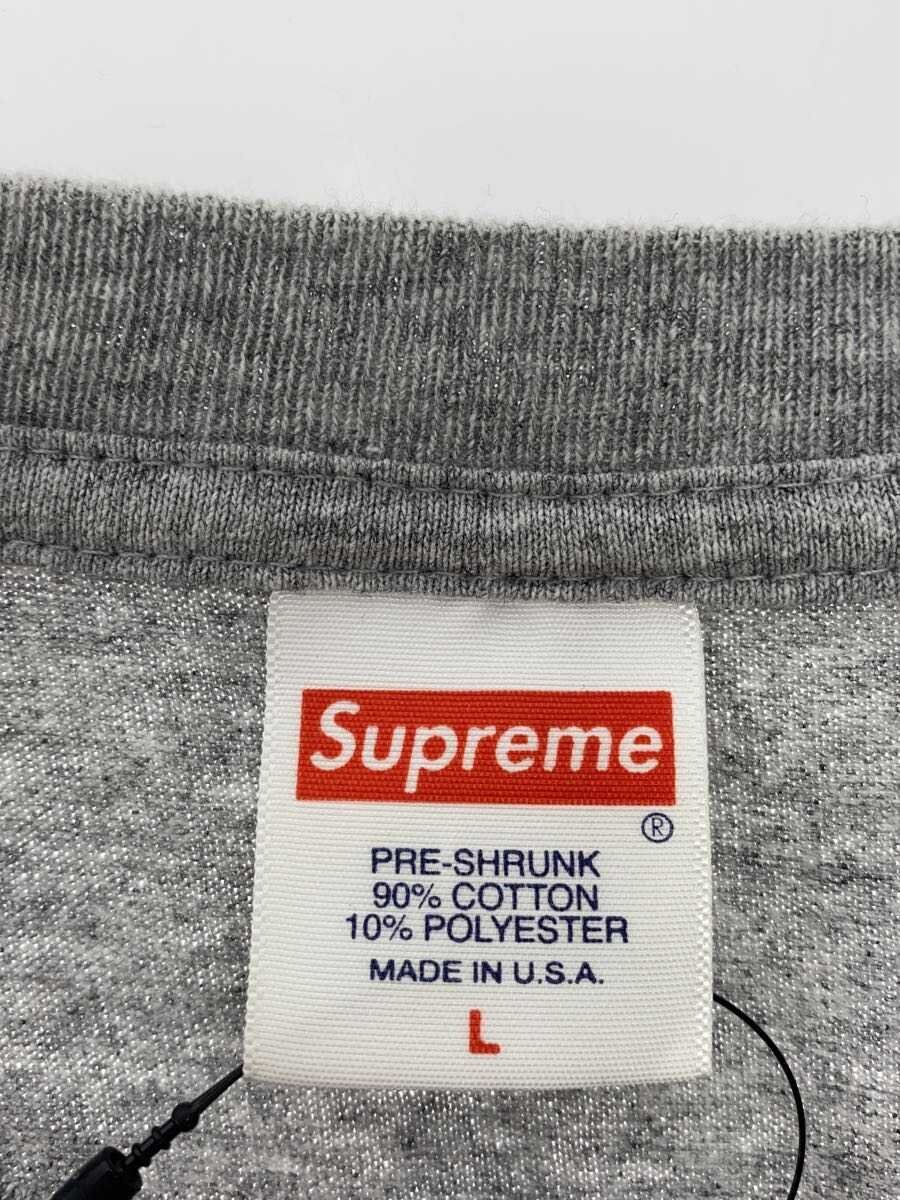 Supreme
®
PRE-SHRUNK
90% COTTON
10% POLYESTER
MADE IN U.S.A.
L